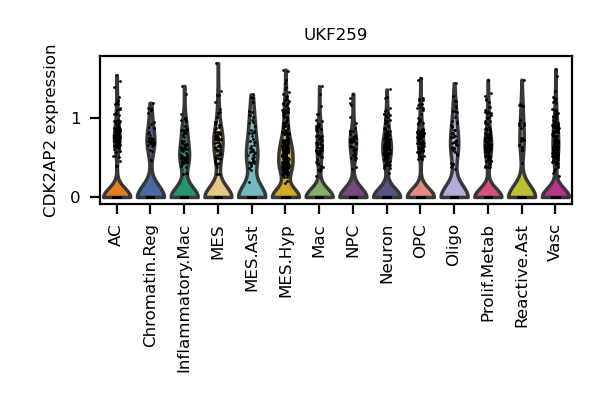 UKF259
CDK2AP2 expression
1
0
AC
Chromatin.Reg
Inflammatory.Mac
MES
MES.Ast
MES.Hyp
Mac
NPC
Neuron
OPC
Oligo
Prolif.Metab
Reactive.Ast
Vasc